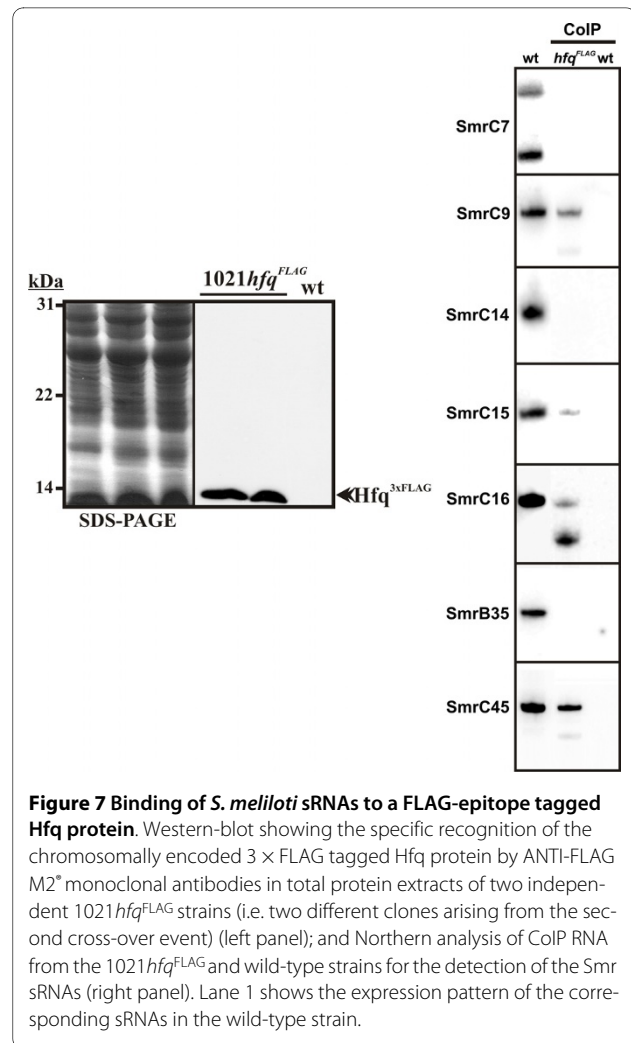 CoIP
wt hfqFLAG wt
SmrC7
SmrC9
SmrC14
SmrC15
SmrC16
SmrB35
SmrC45
kDa
1021hfqFLAG wt
31
22
14
Hfq3xFLAG
SDS-PAGE
Figure 7 Binding of S. meliloti sRNAs to a FLAG-epitope tagged
Hfq protein. Western-blot showing the specific recognition of the
chromosomally encoded 3 × FLAG tagged Hfq protein by ANTI-FLAG
M2® monoclonal antibodies in total protein extracts of two indepen-
dent 1021hfqFLAG strains (i.e. two different clones arising from the sec-
ond cross-over event) (left panel); and Northern analysis of CoIP RNA
from the 1021hfqFLAG and wild-type strains for the detection of the Smr
sRNAs (right panel). Lane 1 shows the expression pattern of the corre-
sponding sRNAs in the wild-type strain.